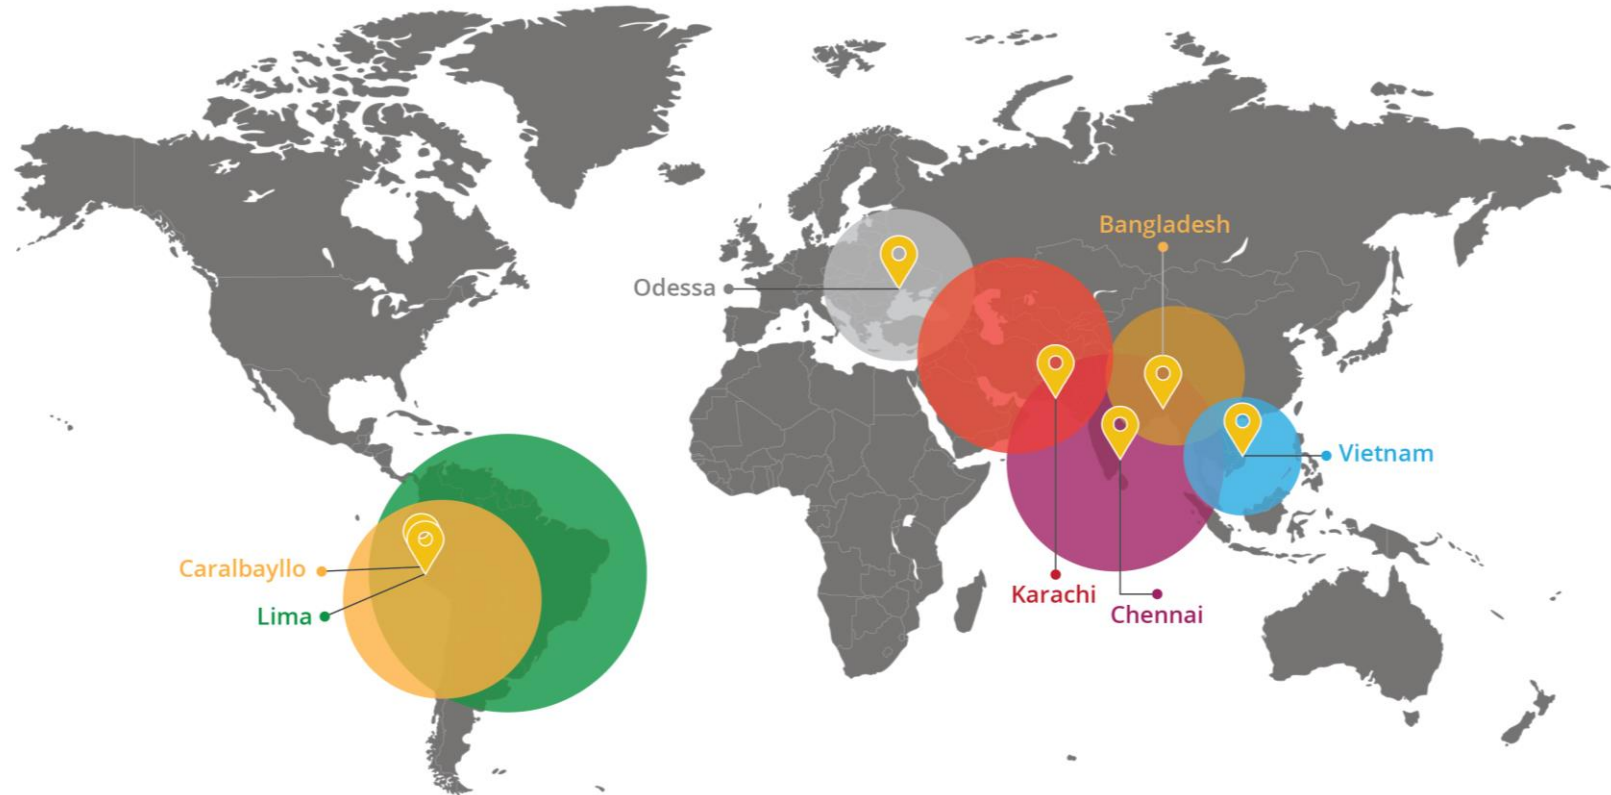 Bangladesh
Odessa
Vietnam
Caralbayllo
Karachi
Lima
Chennai